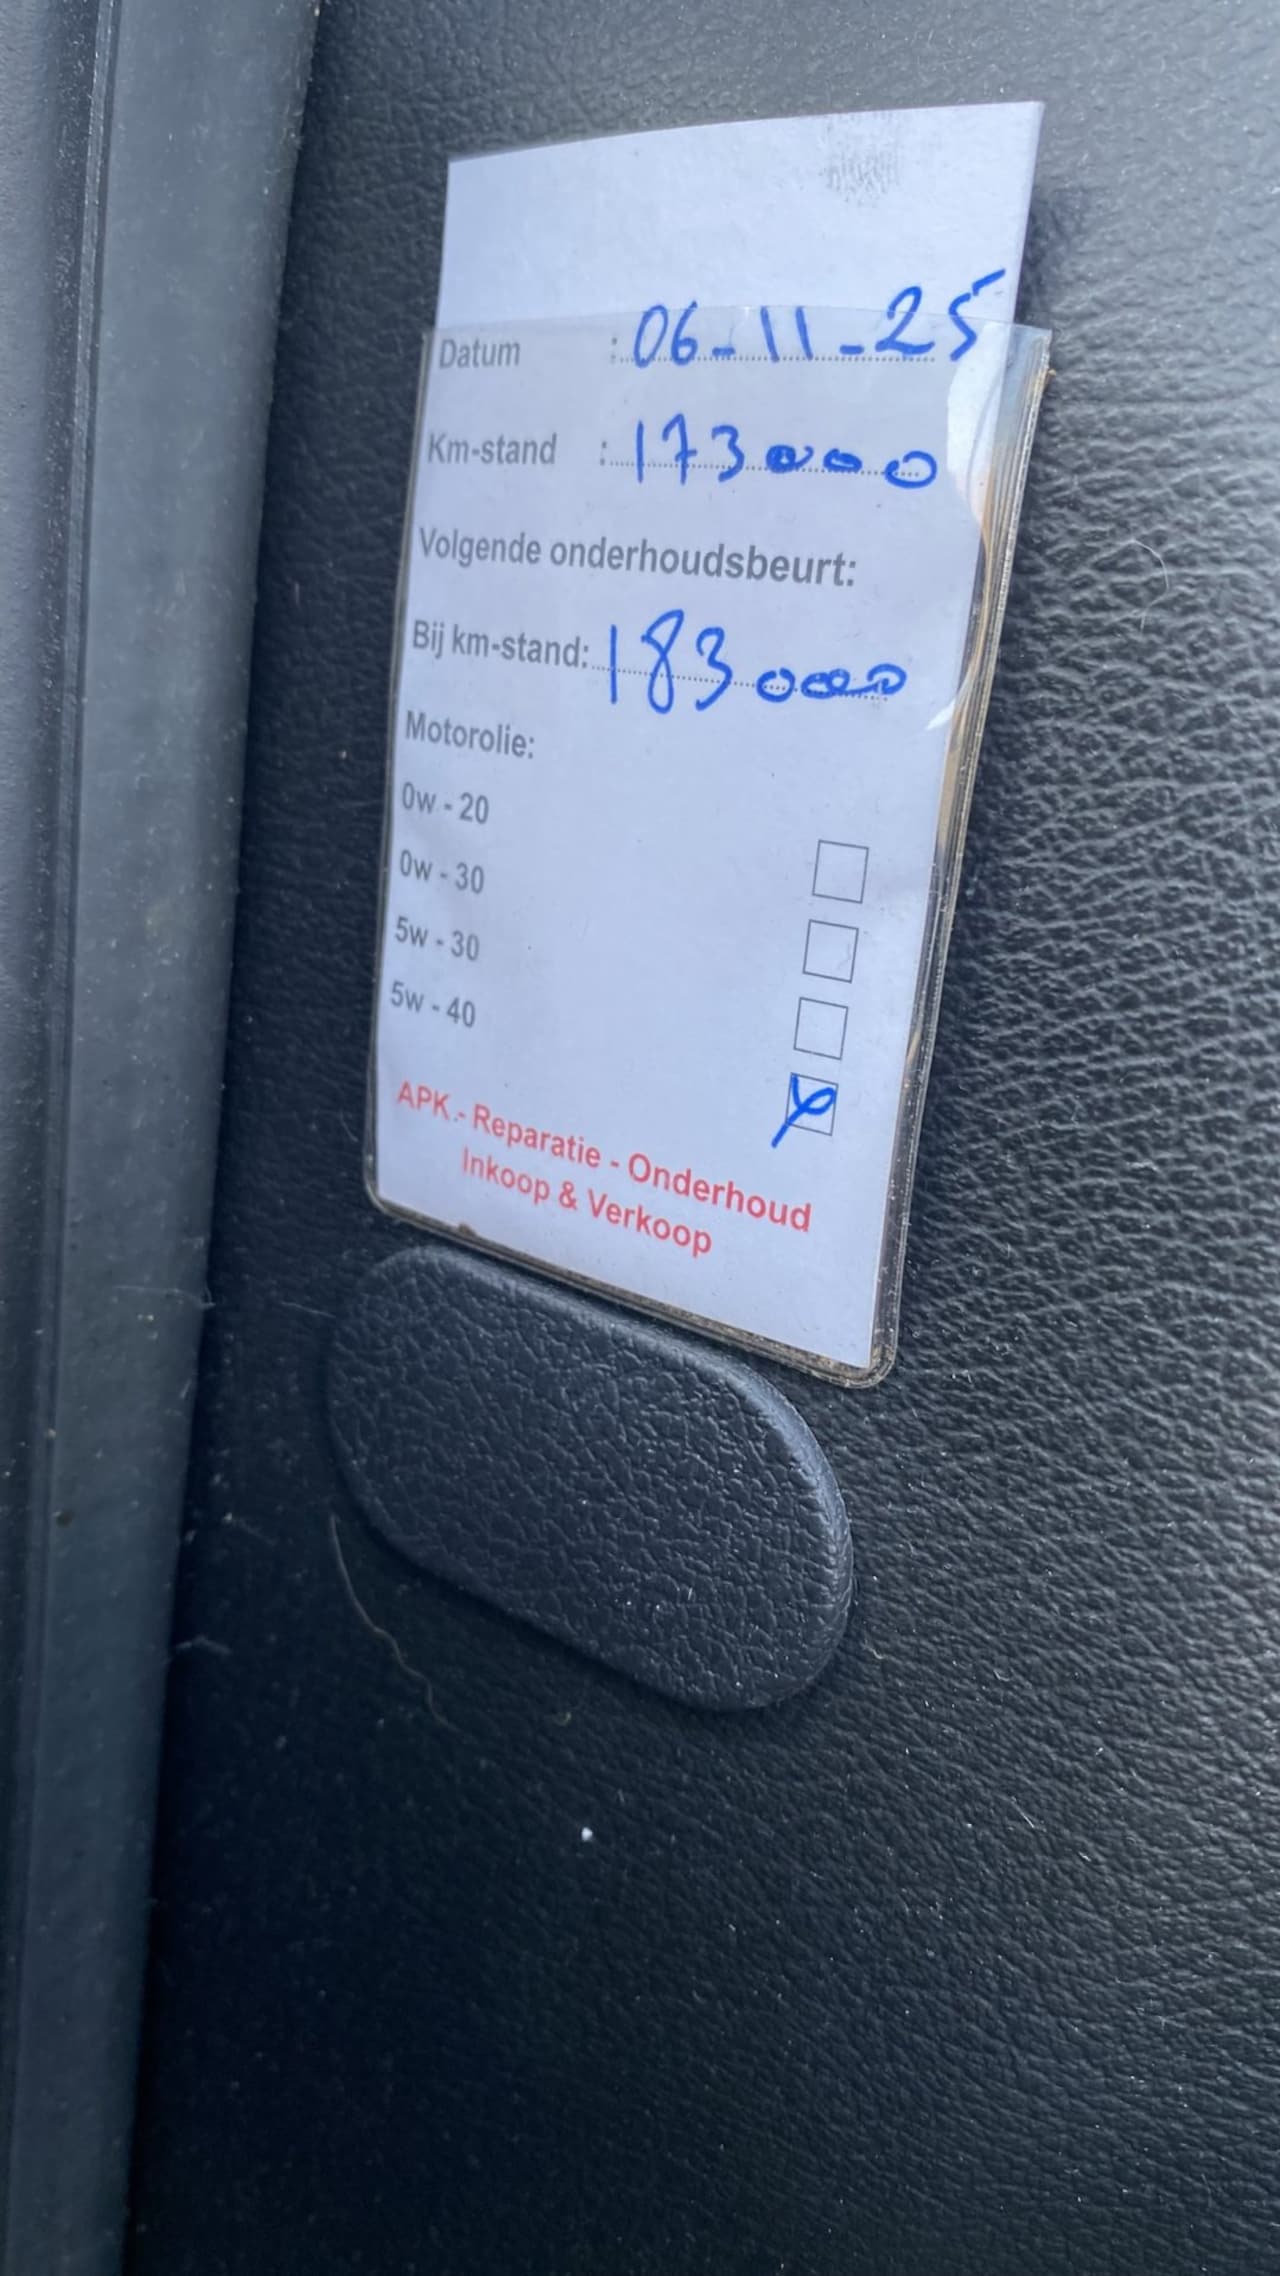 Datum : 06-11-25
Km-stand : 173000
Volgende onderhoudsbeurt:
Bij km-stand: 183000
Motorolie:
0w - 20
0w - 30
5w - 30
5w - 40
APK.- Reparatie - Onderhoud
Inkoop & Verkoop